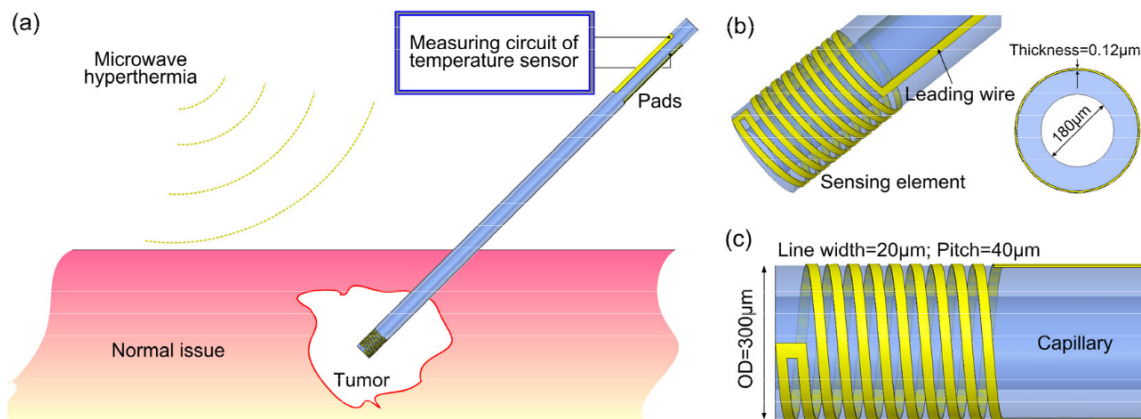 (a)
Microwave
hyperthermia
Measuring circuit of
temperature sensor
Pads
Normal issue
Tumor
(b)
Thickness=0.12μm
Leading wire
180μm
Sensing element
(c)
Line width=20μm; Pitch=40μm
OD=300μm
Capillary